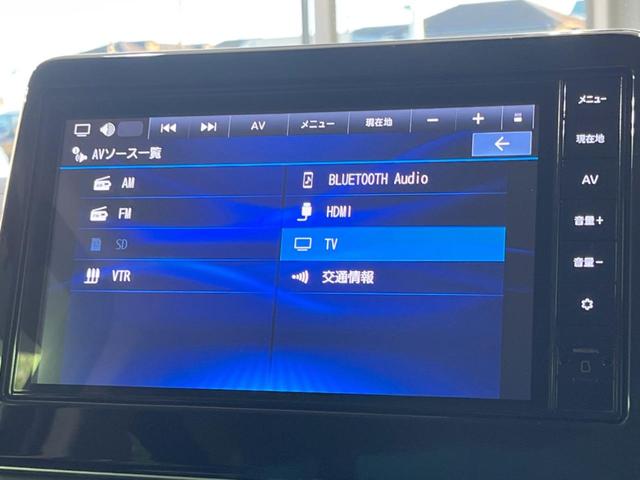 AV メニュー 現在地 － ＋
AVソース一覧
AM
FM
SD
VTR
BLUETOOTH Audio
HDMI
TV
交通情報
メニュー
現在地
AV
音量＋
音量－